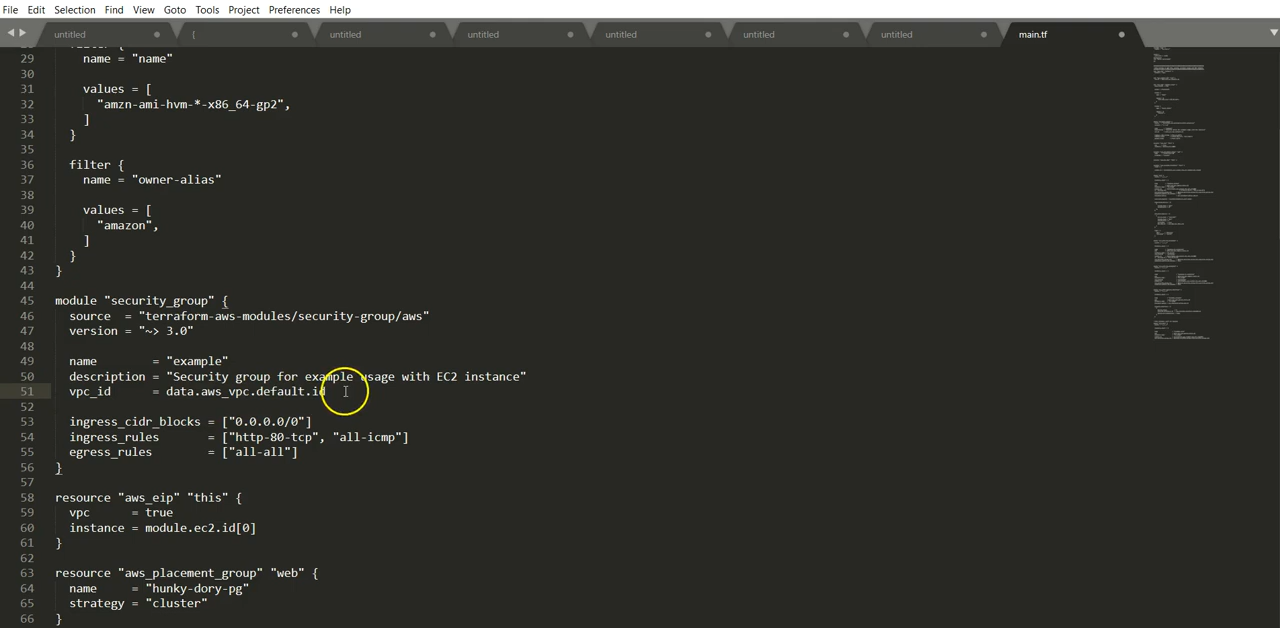 File Edit Selection Find View Goto Tools Project Preferences Help
untitled { untitled untitled untitled untitled untitled main.tf
29 name = "name"
30
31 values = [
32 "amzn-ami-hvm-*-x86_64-gp2",
33 ]
34 }
35
36 filter {
37 name = "owner-alias"
38
39 values = [
40 "amazon",
41 ]
42 }
43 }
44
45 module "security_group" {
46 source = "terraform-aws-modules/security-group/aws"
47 version = "~> 3.0"
48
49 name = "example"
50 description = "Security group for example usage with EC2 instance"
51 vpc_id = data.aws_vpc.default.id
52
53 ingress_cidr_blocks = ["0.0.0.0/0"]
54 ingress_rules = ["http-80-tcp", "all-icmp"]
55 egress_rules = ["all-all"]
56 }
57
58 resource "aws_eip" "this" {
59 vpc = true
60 instance = module.ec2.id[0]
61 }
62
63 resource "aws_placement_group" "web" {
64 name = "hunky-dory-pg"
65 strategy = "cluster"
66 }